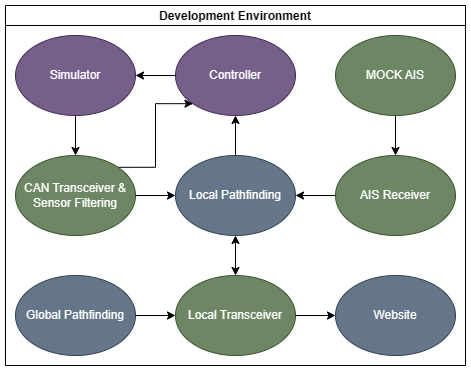 Development Environment
Simulator
Controller
MOCK AIS
CAN Transceiver &
Sensor Filtering
Local Pathfinding
AIS Receiver
Global Pathfinding
Local Transceiver
Website